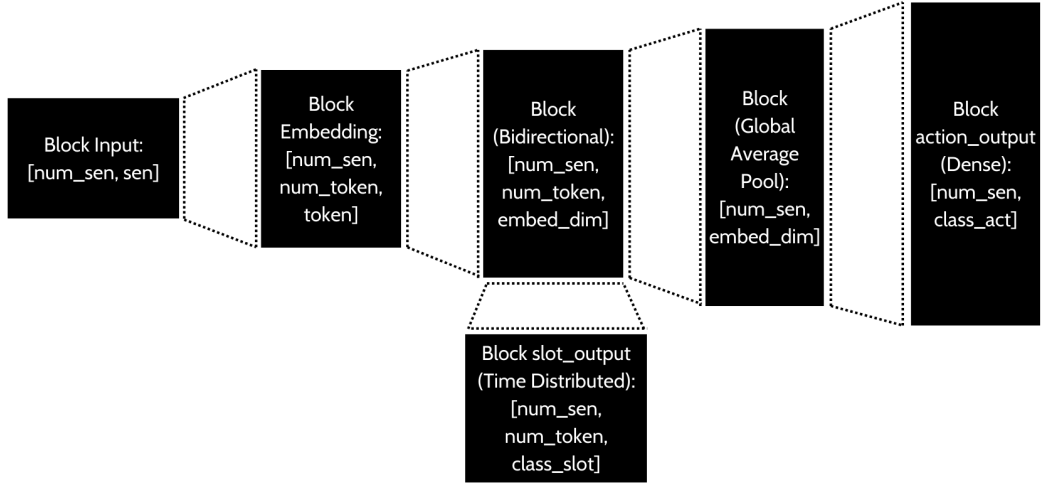 Block Input:
[num_sen, sen]
Block
Embedding:
[num_sen,
num_token,
token]
Block
(Bidirectional):
[num_sen,
num_token,
embed_dim]
Block
(Global
Average
Pool):
[num_sen,
embed_dim]
Block
action_output
(Dense):
[num_sen,
class_act]
Block slot_output
(Time Distributed):
[num_sen,
num_token,
class_slot]